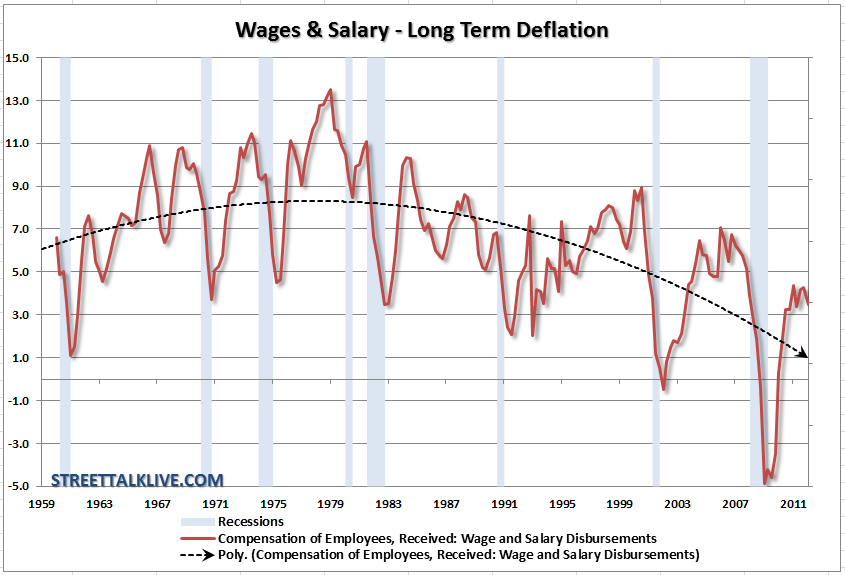 Wages & Salary - Long Term Deflation
15.0
13.0
11.0
9.0
7.0
5.0
3.0
1.0
-1.0
-3.0
-5.0
STREETTALKLIVE.COM
1959 1963 1967 1971 1975 1979 1983 1987 1991 1995 1999 2003 2007 2011
Recessions
Compensation of Employees, Received: Wage and Salary Disbursements
Poly. (Compensation of Employees, Received: Wage and Salary Disbursements)